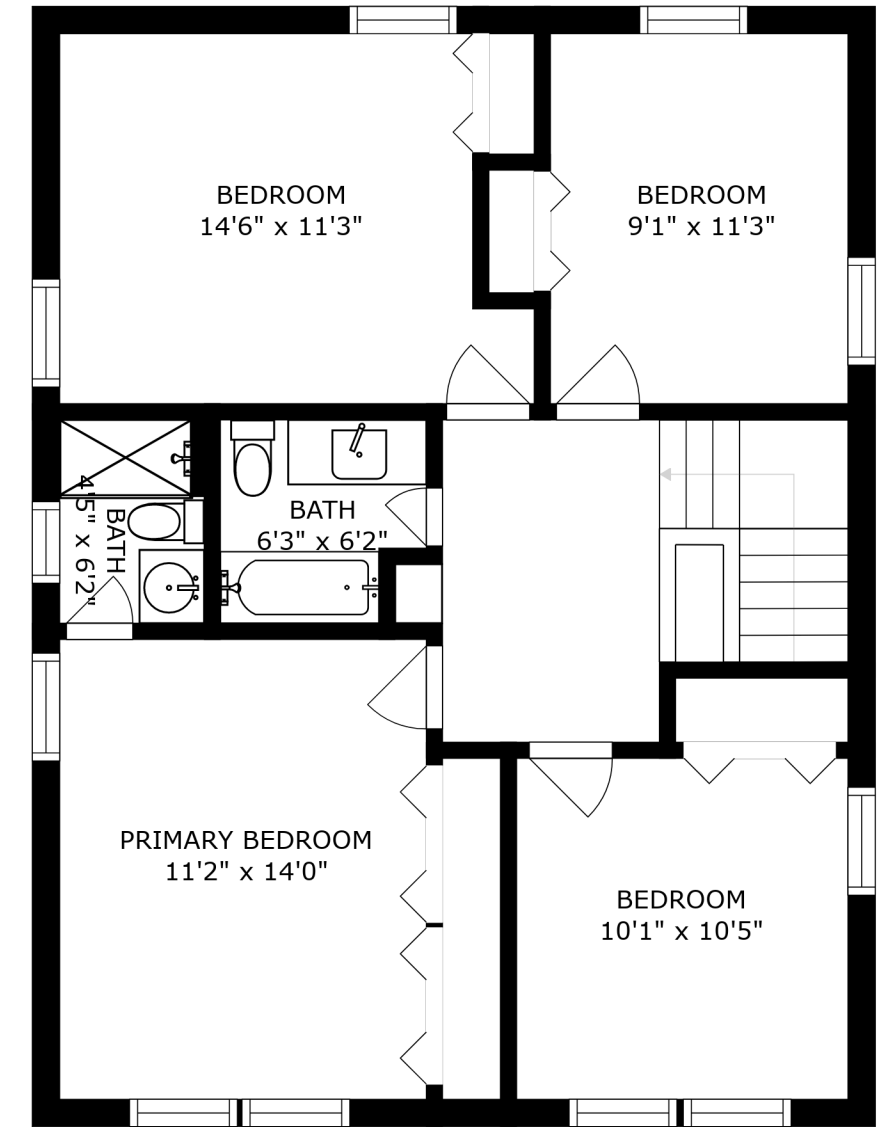 BEDROOM
14'6" x 11'3"
BEDROOM
9'1" x 11'3"
BATH
4'5" x 6'2"
BATH
6'3" x 6'2"
PRIMARY BEDROOM
11'2" x 14'0"
BEDROOM
10'1" x 10'5"